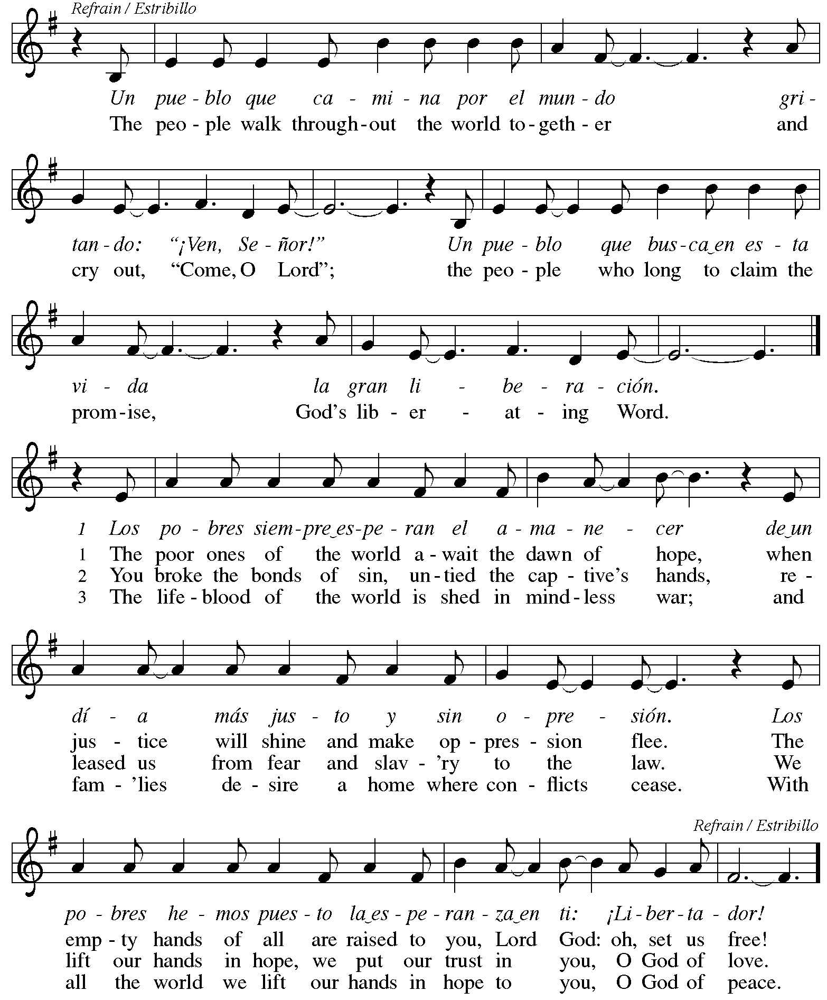 Refrain / Estribillo
Un pue - blo que ca - mi - na por el mun - do gri -
The peo - ple walk through - out the world to - geth - er and
tan - do: “¡Ven, Se - ñor!” Un pue - blo que bus - ca‿en es - ta
cry out, “Come, O Lord”; the peo - ple who long to claim the
vi - da la gran li - be - ra - ción.
prom - ise, God’s lib - er - at - ing Word.
1 Los po - bres siem - pre‿es - pe - ran el a - ma - ne - cer de‿un
1 The poor ones of the world a - wait the dawn of hope, when
2 You broke the bonds of sin, un - tied the cap - tive’s hands, re -
3 The life - blood of the world is shed in mind - less war; and
dí - a más jus - to y sin o - pre - sión. Los
jus - tice will shine and make op - pres - sion flee. The
leased us from fear and slav - ’ry to the law. We
fam - ’lies de - sire a home where con - flicts cease. With
Refrain / Estribillo
po - bres he - mos pues - to la‿es - pe - ran - za‿en ti: ¡Li - ber - ta - dor!
emp - ty hands of all are raised to you, Lord God: oh, set us free!
lift our hands in hope, we put our trust in you, O God of love.
all the world we lift our hands in hope to you, O God of peace.